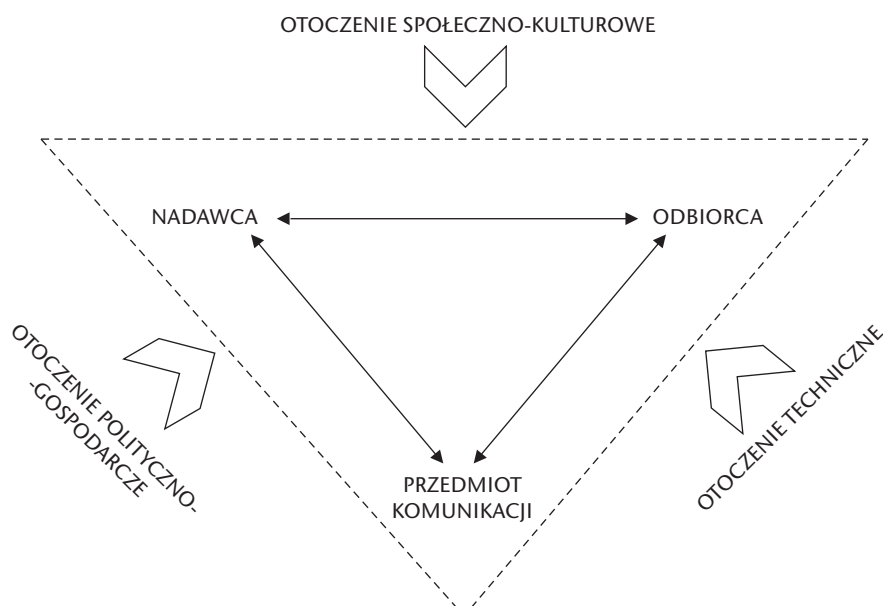 OTOCZENIE SPOŁECZNO-KULTUROWE
NADAWCA
ODBIORCA
OTOCZENIE POLITYCZNO-
-GOSPODARCZE
OTOCZENIE TECHNICZNE
PRZEDMIOT
KOMUNIKACJI